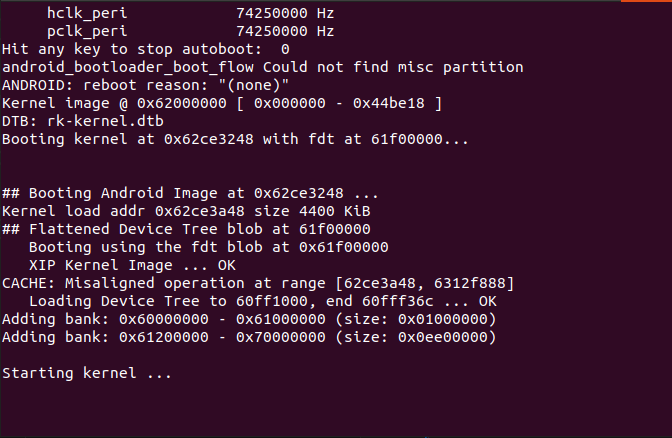 hclk_peri 74250000 Hz
pclk_peri 74250000 Hz
Hit any key to stop autoboot:  0
android_bootloader_boot_flow Could not find misc partition
ANDROID: reboot reason: "(none)"
Kernel image @ 0x62000000 [ 0x000000 - 0x44be18 ]
DTB: rk-kernel.dtb
Booting kernel at 0x62ce3248 with fdt at 61f00000...
## Booting Android Image at 0x62ce3248 ...
Kernel load addr 0x62ce3a48 size 4400 KiB
## Flattened Device Tree blob at 61f00000
Booting using the fdt blob at 0x61f00000
XIP Kernel Image ... OK
CACHE: Misaligned operation at range [62ce3a48, 6312f888]
Loading Device Tree to 60ff1000, end 60fff36c ... OK
Adding bank: 0x60000000 - 0x61000000 (size: 0x01000000)
Adding bank: 0x61200000 - 0x70000000 (size: 0x0ee00000)
Starting kernel ...